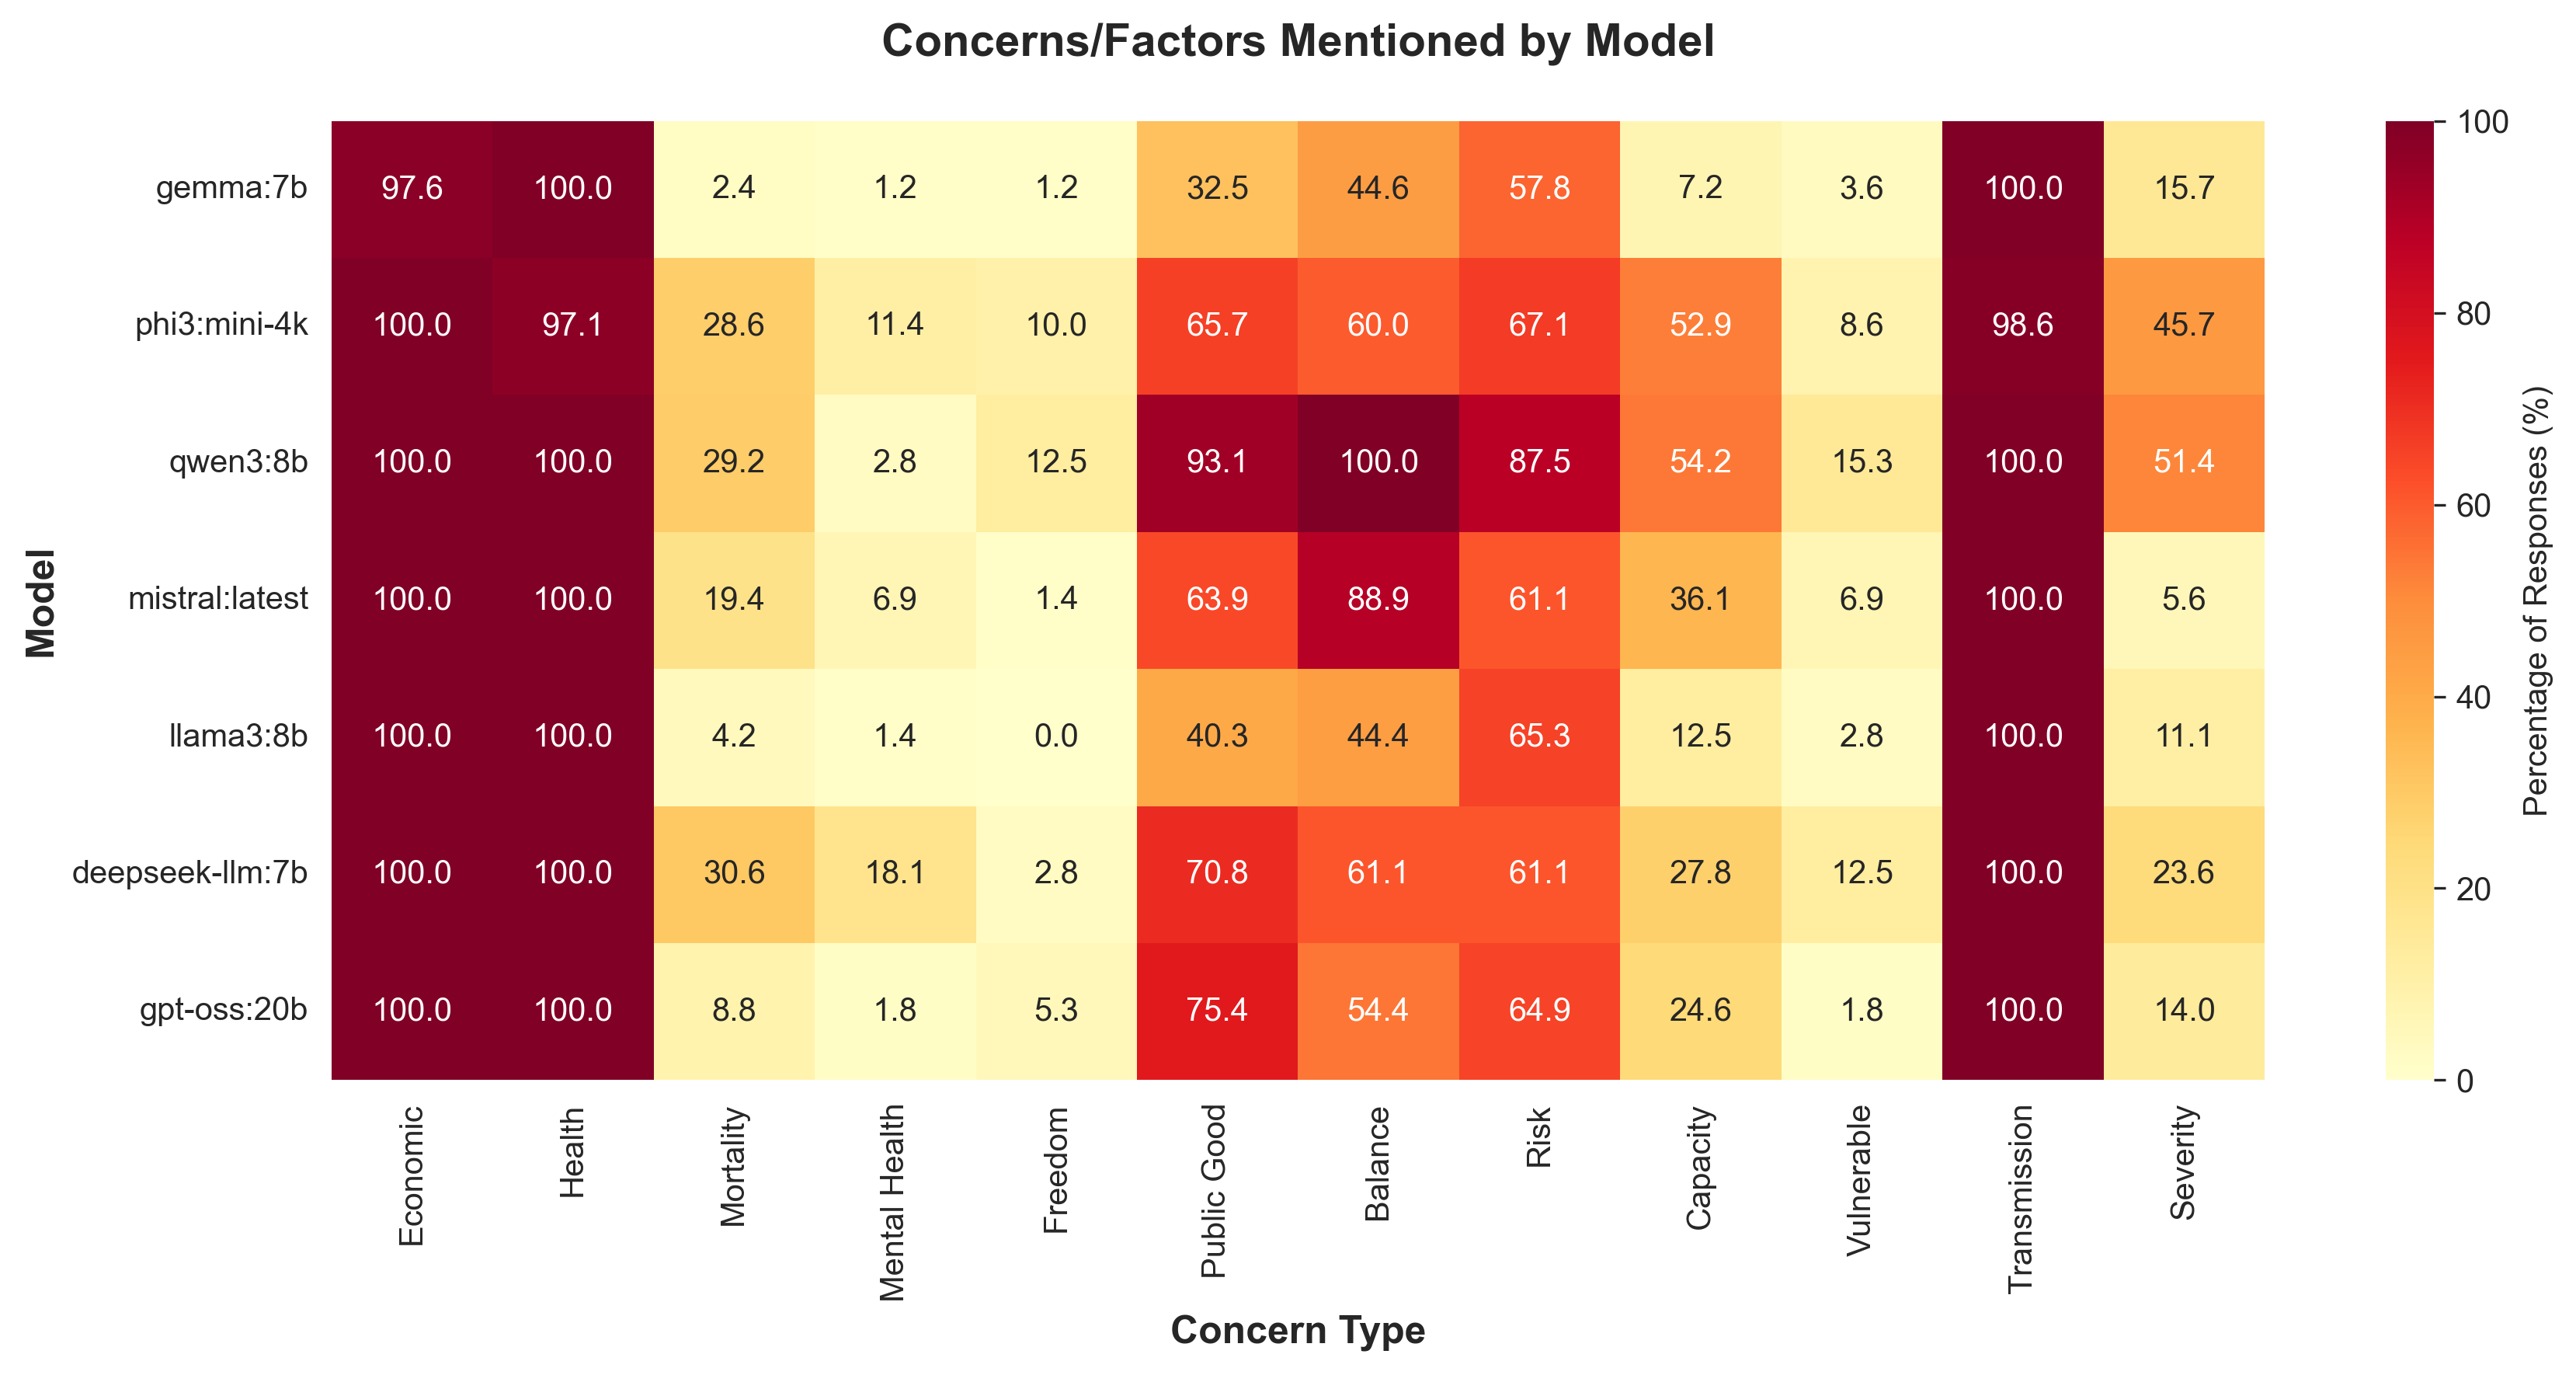 Concerns/Factors Mentioned by Model
Model
gemma:7b 97.6 100.0 2.4 1.2 1.2 32.5 44.6 57.8 7.2 3.6 100.0 15.7
phi3:mini-4k 100.0 97.1 28.6 11.4 10.0 65.7 60.0 67.1 52.9 8.6 98.6 45.7
qwen3:8b 100.0 100.0 29.2 2.8 12.5 93.1 100.0 87.5 54.2 15.3 100.0 51.4
mistral:latest 100.0 100.0 19.4 6.9 1.4 63.9 88.9 61.1 36.1 6.9 100.0 5.6
llama3:8b 100.0 100.0 4.2 1.4 0.0 40.3 44.4 65.3 12.5 2.8 100.0 11.1
deepseek-llm:7b 100.0 100.0 30.6 18.1 2.8 70.8 61.1 61.1 27.8 12.5 100.0 23.6
gpt-oss:20b 100.0 100.0 8.8 1.8 5.3 75.4 54.4 64.9 24.6 1.8 100.0 14.0
Economic
Health
Mortality
Mental Health
Freedom
Public Good
Balance
Risk
Capacity
Vulnerable
Transmission
Severity
Concern Type
100
80
60
40
20
0
Percentage of Responses (%)